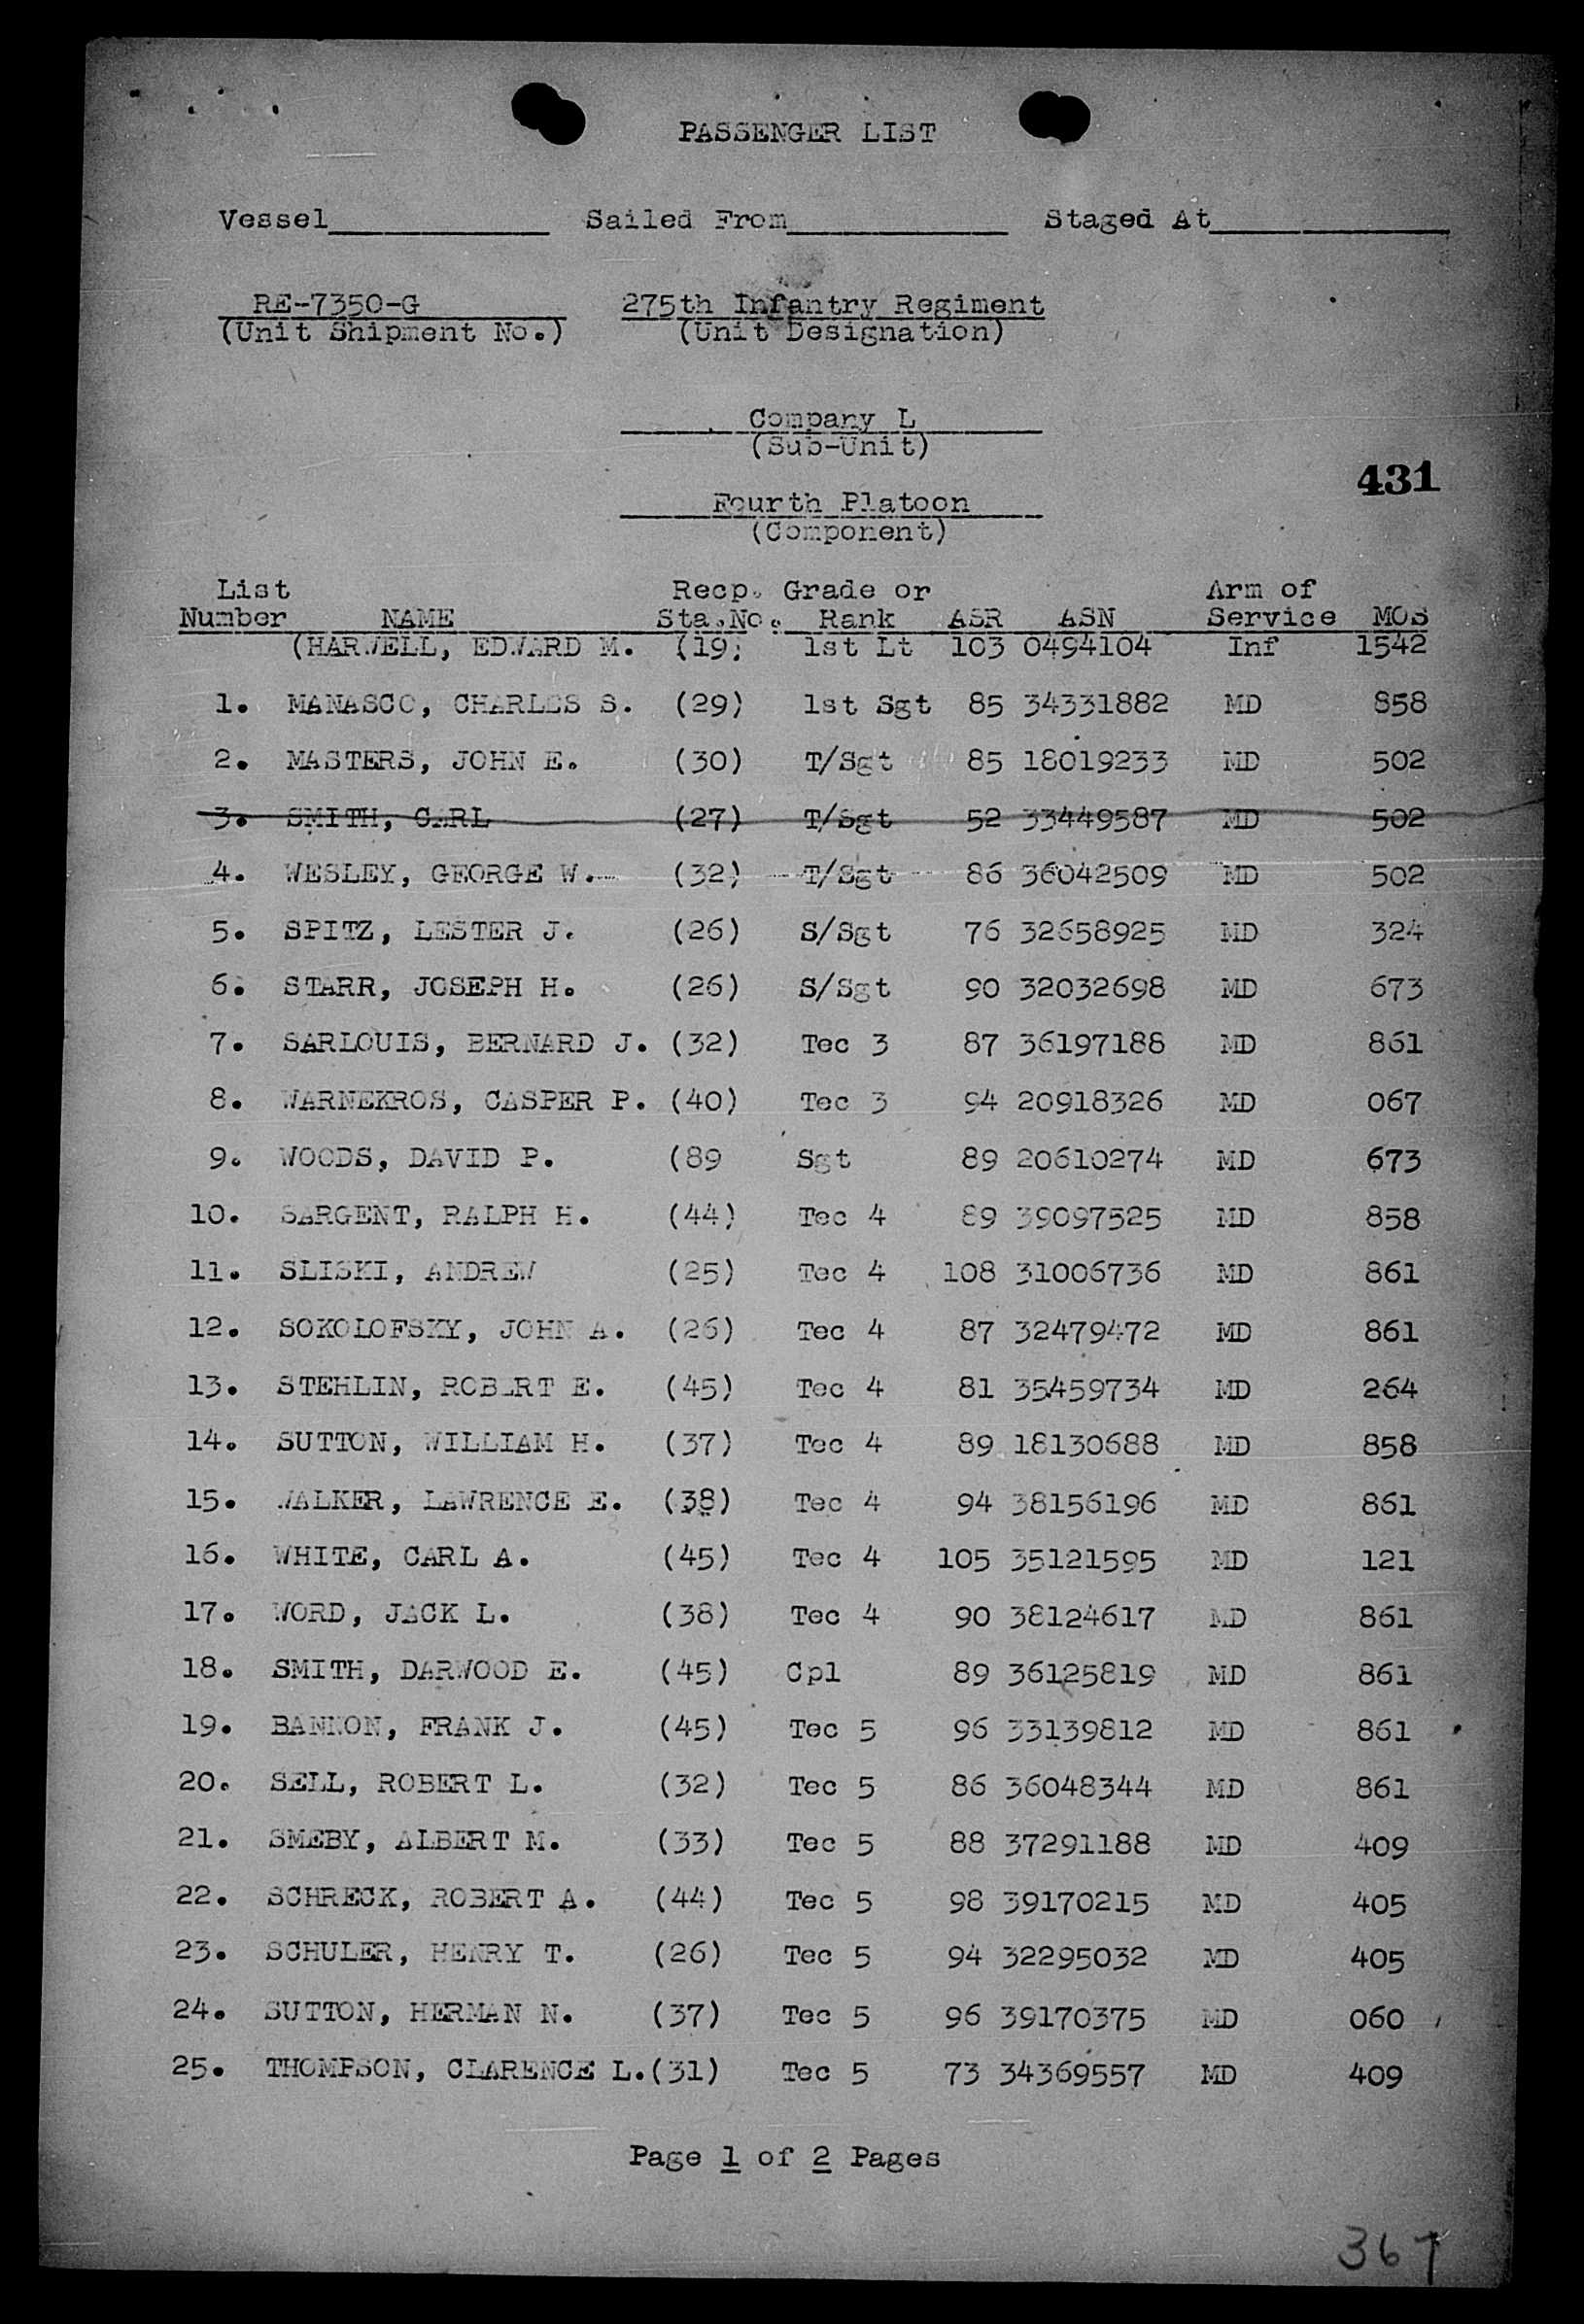 PASSENGER LIST
Vessel____________ Sailed From____________ Staged At_____________
RE-7350-G 275th Infantry Regiment
(Unit Shipment No.) (Unit Designation)
Company L
(Sub-Unit)
431
Fourth Platoon
(Component)
List Recp. Grade or Arm of
Number NAME Sta.No. Rank ASR ASN Service MOS
(HARWELL, EDWARD M. (19) 1st Lt 103 0494104 Inf 1542
1. MANASCO, CHARLES S. (29) 1st Sgt 85 34331882 MD 858
2. MASTERS, JOHN E. (30) T/Sgt 85 18019233 MD 502
3. SMITH, CARL (27) T/Sgt 52 33449587 MD 502
4. WESLEY, GEORGE W. (32) T/Sgt 86 36042509 MD 502
5. SPITZ, LESTER J. (26) S/Sgt 76 32658925 MD 324
6. STARR, JOSEPH H. (26) S/Sgt 90 32032698 MD 673
7. SARLOUIS, BERNARD J. (32) Tec 3 87 36197188 MD 861
8. WARNEKROS, CASPER P. (40) Tec 3 94 20918326 MD 067
9. WOODS, DAVID P. (89 Sgt 89 20610274 MD 673
10. SARGENT, RALPH H. (44) Tec 4 89 39097525 MD 858
11. SLISKI, ANDREW (25) Tec 4 108 31006736 MD 861
12. SOKOLOFSKY, JOHN A. (26) Tec 4 87 32479472 MD 861
13. STEHLIN, ROBERT E. (45) Tec 4 81 35459734 MD 264
14. SUTTON, WILLIAM H. (37) Tec 4 89 18130688 MD 858
15. WALKER, LAWRENCE E. (38) Tec 4 94 38156196 MD 861
16. WHITE, CARL A. (45) Tec 4 105 35121595 MD 121
17. WORD, JACK L. (38) Tec 4 90 38124617 MD 861
18. SMITH, DARWOOD E. (45) Cpl 89 36125819 MD 861
19. BANNON, FRANK J. (45) Tec 5 96 33139812 MD 861
20. SELL, ROBERT L. (32) Tec 5 86 36048344 MD 861
21. SMEBY, ALBERT M. (33) Tec 5 88 37291188 MD 409
22. SCHRECK, ROBERT A. (44) Tec 5 98 39170215 MD 405
23. SCHULER, HENRY T. (26) Tec 5 94 32295032 MD 405
24. SUTTON, HERMAN N. (37) Tec 5 96 39170375 MD 060
25. THOMPSON, CLARENCE L.(31) Tec 5 73 34369557 MD 409
Page 1 of 2 Pages
367